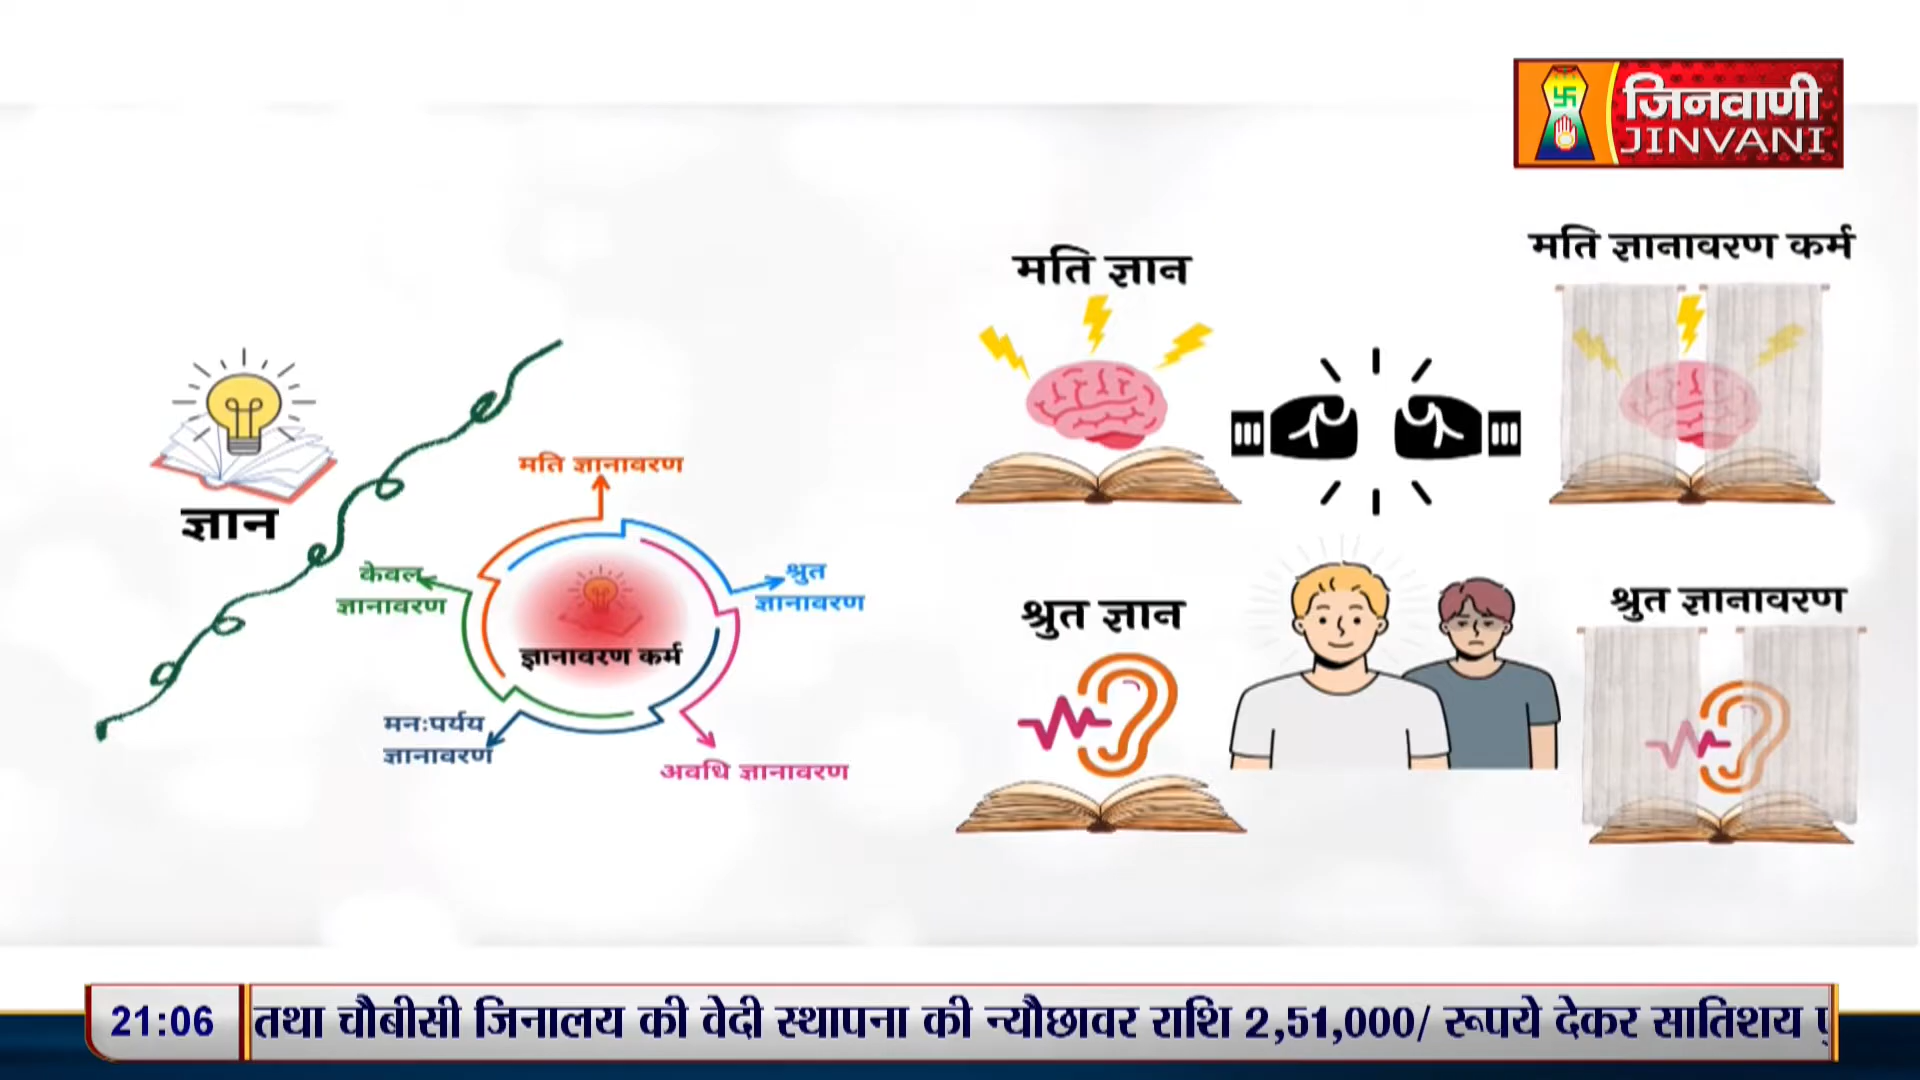 जिनवाणी
JINVANI
ज्ञान
मति ज्ञानावरण
श्रुत
ज्ञानावरण
केवल
ज्ञानावरण
ज्ञानावरण कर्म
मन:पर्यय
ज्ञानावरण
अवधि ज्ञानावरण
मति ज्ञान
मति ज्ञानावरण कर्म
श्रुत ज्ञान
श्रुत ज्ञानावरण
21:06
तथा चौबीसी जिनालय की वेदी स्थापना की न्यौछावर राशि 2,51,000/ रूपये देकर सातिशय